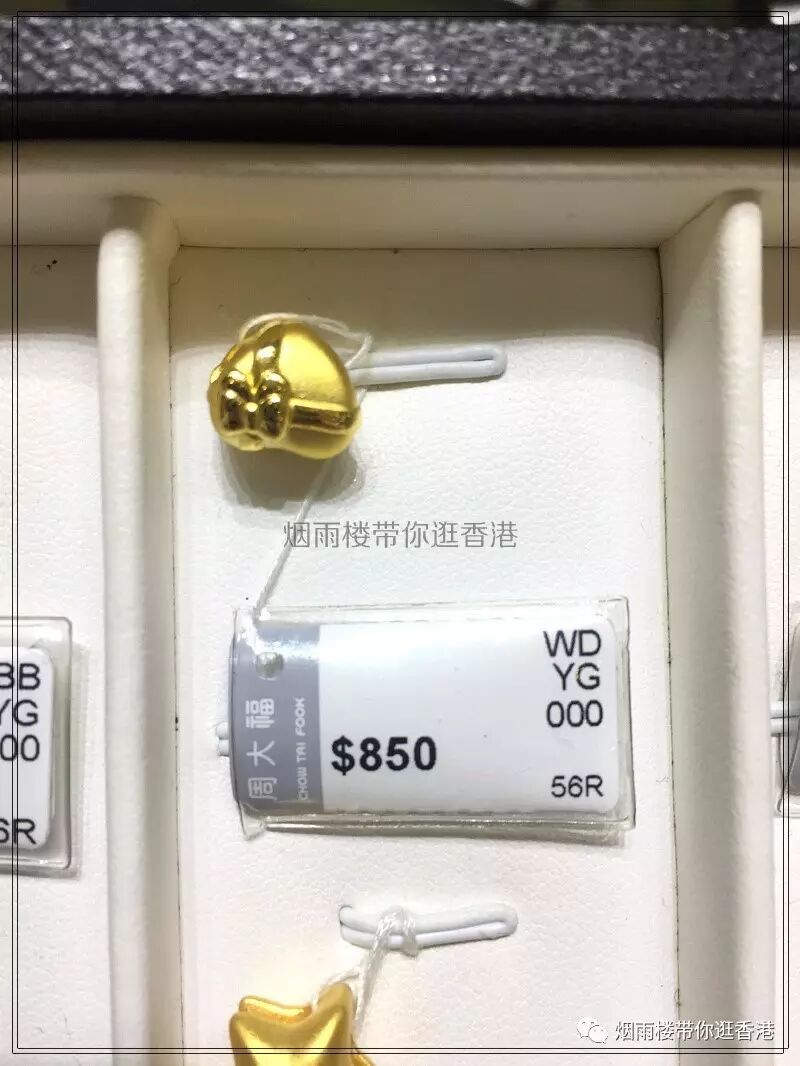 烟雨楼带你逛香港
BB
YG
00
6R
周大福
CHOW TAI FOOK
$850
WD
YG
000
56R
烟雨楼带你逛香港